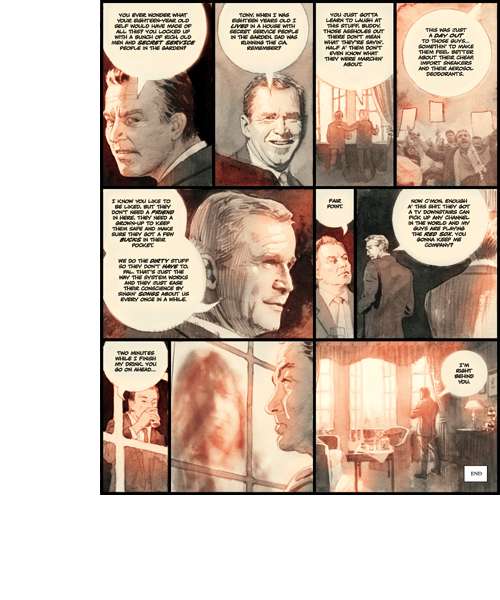 YOU EVER WONDER WHAT
YOUR EIGHTEEN-YEAR OLD
SELF WOULD HAVE MADE OF
ALL THIS? YOU LOCKED UP
WITH A BUNCH OF RICH, OLD
MEN AND SECRET SERVICE
PEOPLE IN THE GARDEN?
TONY, WHEN I WAS
EIGHTEEN YEARS OLD I
LIVED IN A HOUSE WITH
SECRET SERVICE PEOPLE
IN THE GARDEN. DAD WAS
RUNNING THE CIA,
REMEMBER?
YOU JUST GOTTA
LEARN TO LAUGH AT
THIS STUFF, BUDDY.
THOSE ASSHOLES OUT
THERE DON'T MEAN
WHAT THEY'RE SAYIN'.
HALF A' THEM DON'T
EVEN KNOW WHAT
THEY WERE MARCHIN'
ABOUT.
THIS WAS JUST
A DAY OUT
TO THOSE GUYS...
SOMETHIN' TO MAKE
THEM FEEL BETTER
ABOUT THEIR CHEAP,
IMPORT SNEAKERS
AND THEIR AEROSOL
DEODORANTS.
I KNOW YOU LIKE TO
BE LIKED, BUT THEY
DON'T NEED A FRIEND
IN HERE. THEY NEED A
GROWN-UP TO KEEP
THEM SAFE AND MAKE
SURE THEY GOT A FEW
BUCKS IN THEIR
POCKET.
WE DO THE DIRTY STUFF
SO THEY DON'T HAVE TO,
PAL. THAT'S JUST THE
WAY THE SYSTEM WORKS
AND THEY JUST EASE
THEIR CONSCIENCE BY
SINGIN' SONGS ABOUT US
EVERY ONCE IN A WHILE.
FAIR
POINT.
NOW C'MON. ENOUGH
A' THIS SHIT. THEY GOT
A TV DOWNSTAIRS CAN
PICK UP ANY CHANNEL
IN THE WORLD AND MY
GUYS ARE PLAYING
THE RED SOX. YOU
GONNA KEEP ME
COMPANY?
TWO MINUTES
WHILE I FINISH
MY DRINK. YOU
GO ON AHEAD...
I'M
RIGHT
BEHIND
YOU.
END